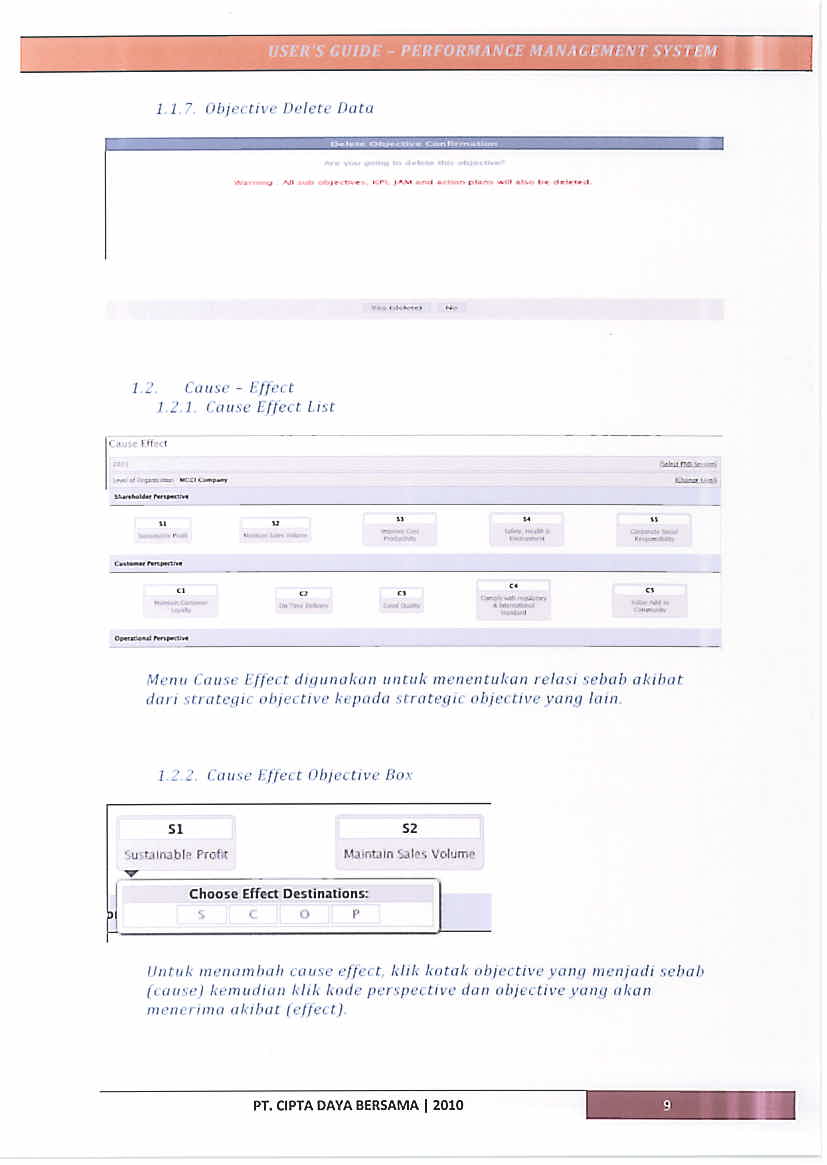 USER'S GUIDE – PERFORMANCE MANAGEMENT SYSTEM
1.1.7. Objective Delete Data
Delete Objective Confirmation
Are you going to delete this objective?
Warning : All sub objectives, KPI, JAM and action plans will also be deleted.
Yes (delete) No
1.2. Cause – Effect
1.2.1. Cause Effect List
Cause Effect
Level of Organization : MCCI Company
Shareholder Perspective
S1 S2 S3 S4 S5
Sustainable Profit Maintain Sales Volume Improve Cost Productivity Safety, Health & Environment Corporate Social Responsibility
Customer Perspective
C1 C2 C3 C4 C5
Maintain Customer Loyalty On Time Delivery Good Quality Comply with regulatory & International Standard Value Add to Community
Operational Perspective
Menu Cause Effect digunakan untuk menentukan relasi sebab akibat
dari strategic objective kepada strategic objective yang lain.
1.2.2. Cause Effect Objective Box
S1 S2
Sustainable Profit Maintain Sales Volume
Choose Effect Destinations:
S C O P
Untuk menambah cause effect, klik kotak objective yang menjadi sebab
(cause) kemudian klik kode perspective dan objective yang akan
menerima akibat (effect).
PT. CIPTA DAYA BERSAMA | 2010 9